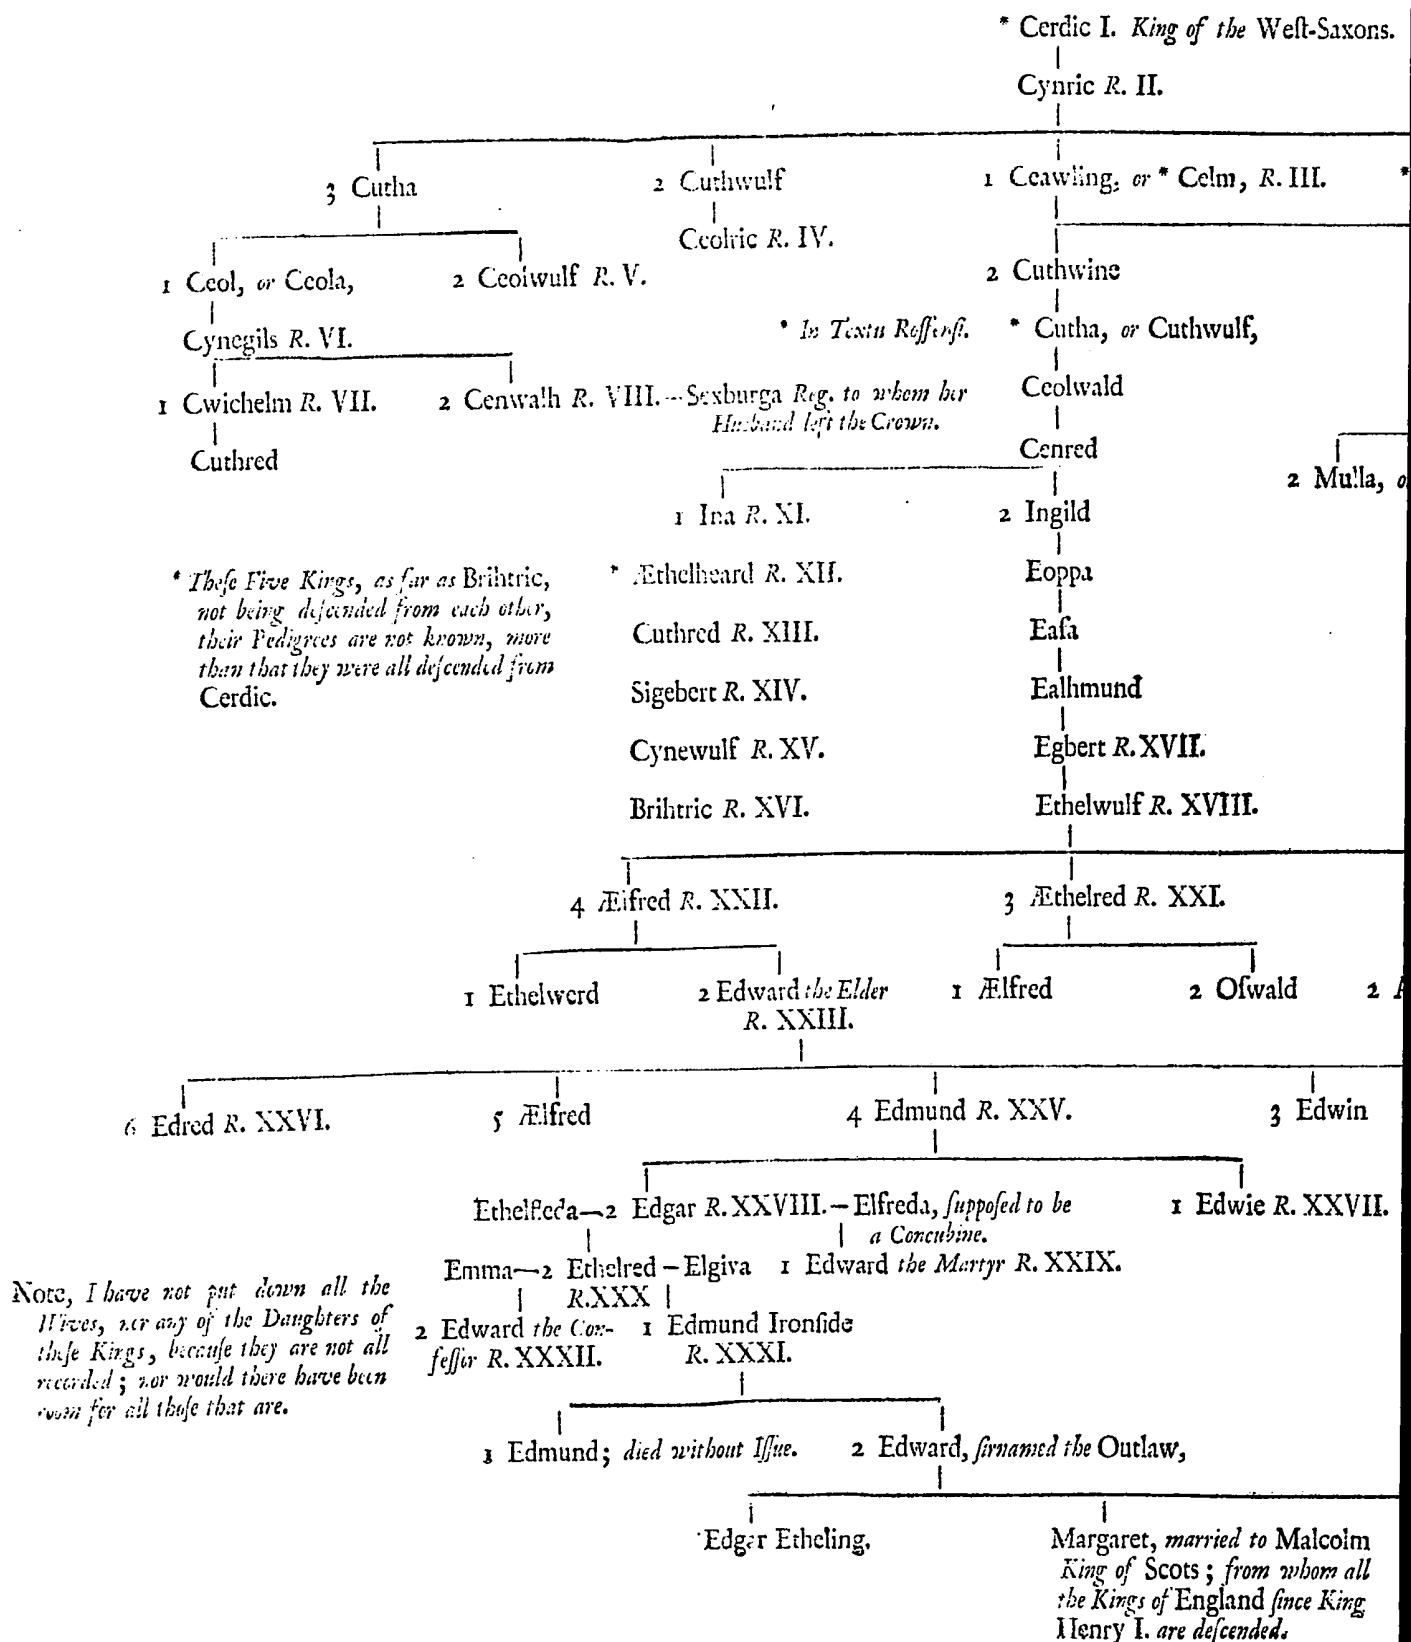 * Cerdic I. King of the Weſt-Saxons.
Cynric R. II.
3 Cutha
2 Cuthwulf
1 Ceawling, or * Celm, R. III.
*
Ceolric R. IV.
1 Ceol, or Ceola,
2 Ceolwulf R. V.
2 Cuthwine
Cynegils R. VI.
* In Textu Roffenſi.
* Cutha, or Cuthwulf,
1 Cwichelm R. VII.
2 Cenwalh R. VIII. — Sexburga Reg. to whom her
Husband left the Crown.
Ceolwald
Cuthred
Cenred
2 Mulla, o
1 Ina R. XI.
2 Ingild
* Theſe Five Kings, as far as Brihtric,
not being deſcended from each other,
their Pedigrees are not known, more
than that they were all deſcended from
Cerdic.
* Æthelheard R. XII.
Eoppa
Cuthred R. XIII.
Eaſa
Sigebert R. XIV.
Ealhmund
Cynewulf R. XV.
Egbert R. XVII.
Brihtric R. XVI.
Ethelwulf R. XVIII.
4 Ælfred R. XXII.
3 Æthelred R. XXI.
1 Ethelwerd
2 Edward the Elder
R. XXIII.
1 Ælfred
2 Oſwald
2
6 Edred R. XXVI.
5 Ælfred
4 Edmund R. XXV.
3 Edwin
Ethelfleda—2 Edgar R. XXVIII. — Elfreda, ſuppoſed to be
a Concubine.
1 Edwie R. XXVII.
Emma—2 Ethelred — Elgiva
R. XXX
1 Edward the Martyr R. XXIX.
Note, I have not put down all the
Wives, nor any of the Daughters of
theſe Kings, becauſe they are not all
recorded; nor would there have been
room for all thoſe that are.
2 Edward the Con-
feſſor R. XXXII.
1 Edmund Ironſide
R. XXXI.
1 Edmund; died without Iſſue.
2 Edward, ſirnamed the Outlaw,
Edgar Etheling.
Margaret, married to Malcolm
King of Scots; from whom all
the Kings of England ſince King
Henry I. are deſcended.